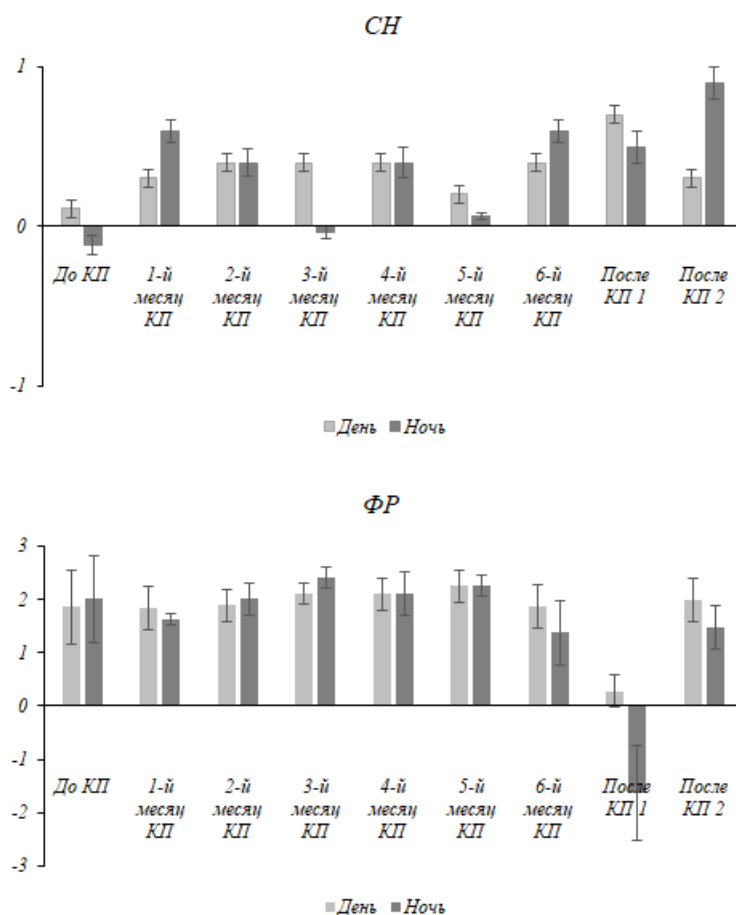 СН
1
0
-1
До КП
1-й месяц КП
2-й месяц КП
3-й месяц КП
4-й месяц КП
5-й месяц КП
6-й месяц КП
После КП 1
После КП 2
День Ночь
ФР
3
2
1
0
-1
-2
-3
До КП
1-й месяц КП
2-й месяц КП
3-й месяц КП
4-й месяц КП
5-й месяц КП
6-й месяц КП
После КП 1
После КП 2
День Ночь